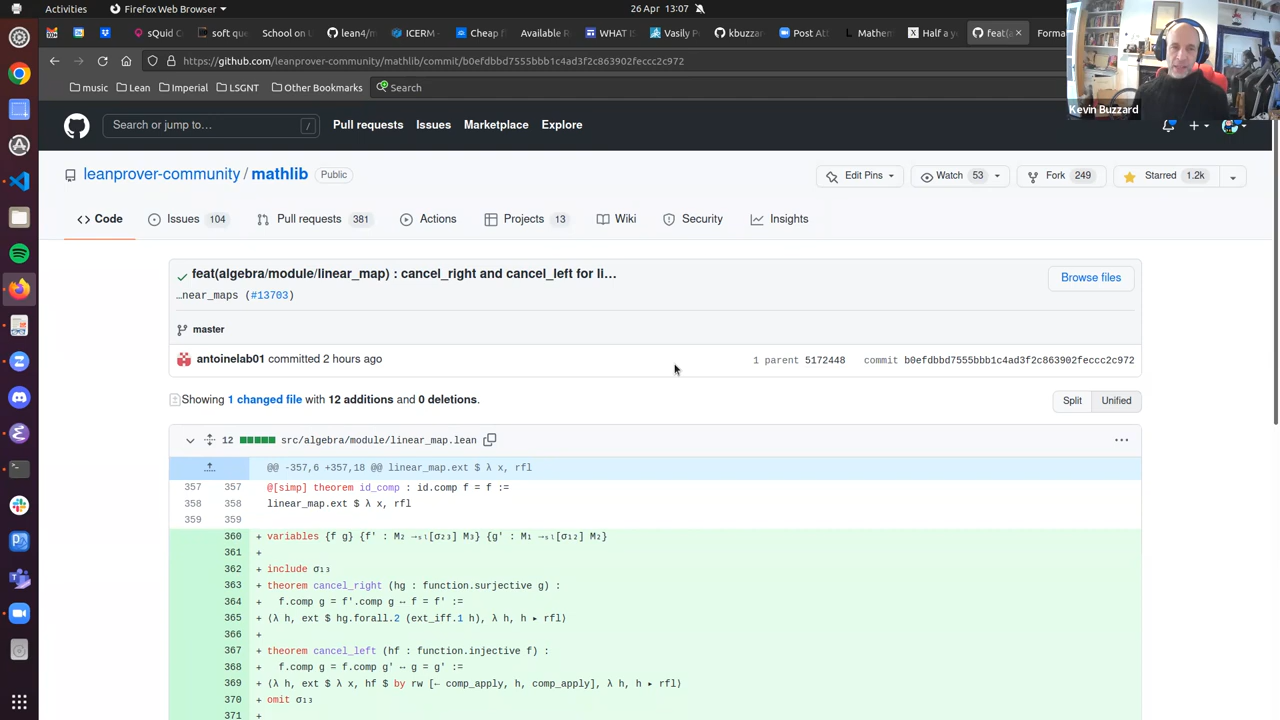 Activities
Firefox Web Browser
26 Apr 13:07
sQuid G
soft que
School on U
lean4/m
ICERM -
Cheap f
Available R
WHAT IS
Vasily P
kbuzzar
Post Att
Mathem
Half a y
feat(a
Forma
https://github.com/leanprover-community/mathlib/commit/b0efdbbd7555bbb1c4ad3f2c863902feccc2c972
music
Lean
Imperial
LSGNT
Other Bookmarks
Search
Kevin Buzzard
Search or jump to…
/
Pull requests
Issues
Marketplace
Explore
leanprover-community / mathlib
Public
Edit Pins
Watch 53
Fork 249
Starred 1.2k
Code
Issues 104
Pull requests 381
Actions
Projects 13
Wiki
Security
Insights
feat(algebra/module/linear_map) : cancel_right and cancel_left for li…
Browse files
…near_maps (#13703)
master
antoinelab01 committed 2 hours ago
1 parent 5172448 commit b0efdbd7555bbb1c4ad3f2c863902feccc2c972
Showing 1 changed file with 12 additions and 0 deletions.
Split
Unified
12 src/algebra/module/linear_map.lean
@@ -357,6 +357,18 @@ linear_map.ext $ λ x, rfl
357 357 @[simp] theorem id_comp : id.comp f = f :=
358 358 linear_map.ext $ λ x, rfl
359 359
360 + variables {f g} {f' : M₂ →ₛₗ[σ₂₃] M₃} {g' : M₁ →ₛₗ[σ₁₂] M₂}
361 +
362 + include σ₁₃
363 + theorem cancel_right (hg : function.surjective g) :
364 + f.comp g = f'.comp g ↔ f = f' :=
365 + ⟨λ h, ext $ hg.forall.2 (ext_iff.1 h), λ h, h ▸ rfl⟩
366 +
367 + theorem cancel_left (hf : function.injective f) :
368 + f.comp g = f.comp g' ↔ g = g' :=
369 + ⟨λ h, ext $ λ x, hf $ by rw [← comp_apply, h, comp_apply], λ h, h ▸ rfl⟩
370 + omit σ₁₃
371 +